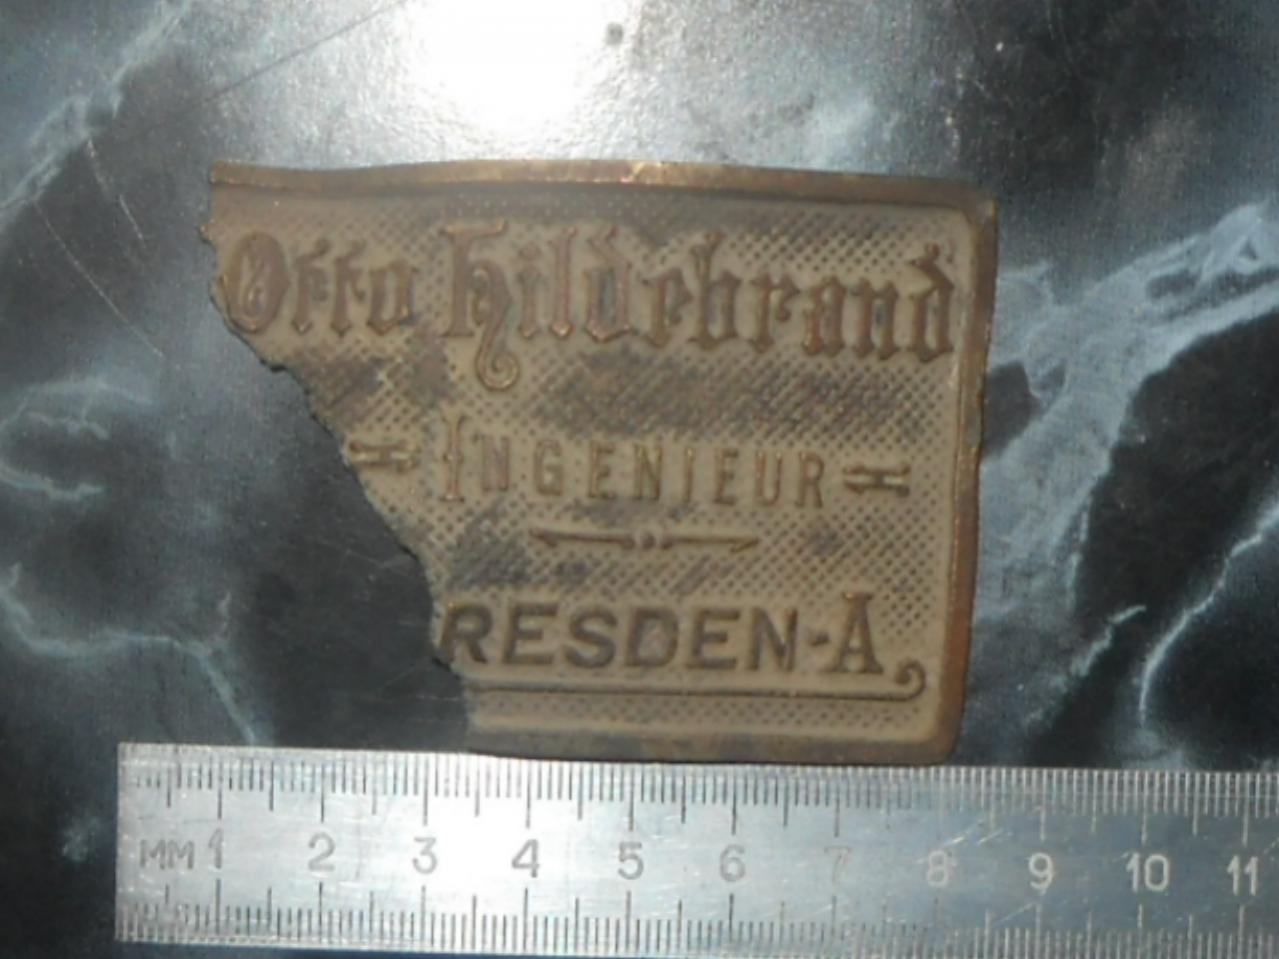 Otto Hildebrand
INGENIEUR
RESDEN-A.
MM 1 2 3 4 5 6 7 8 9 10 11